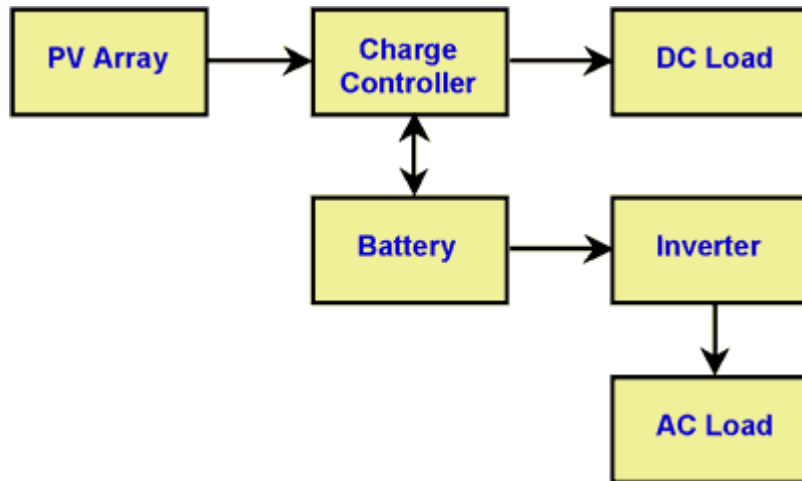 PV Array
Charge
Controller
DC Load
Battery
Inverter
AC Load